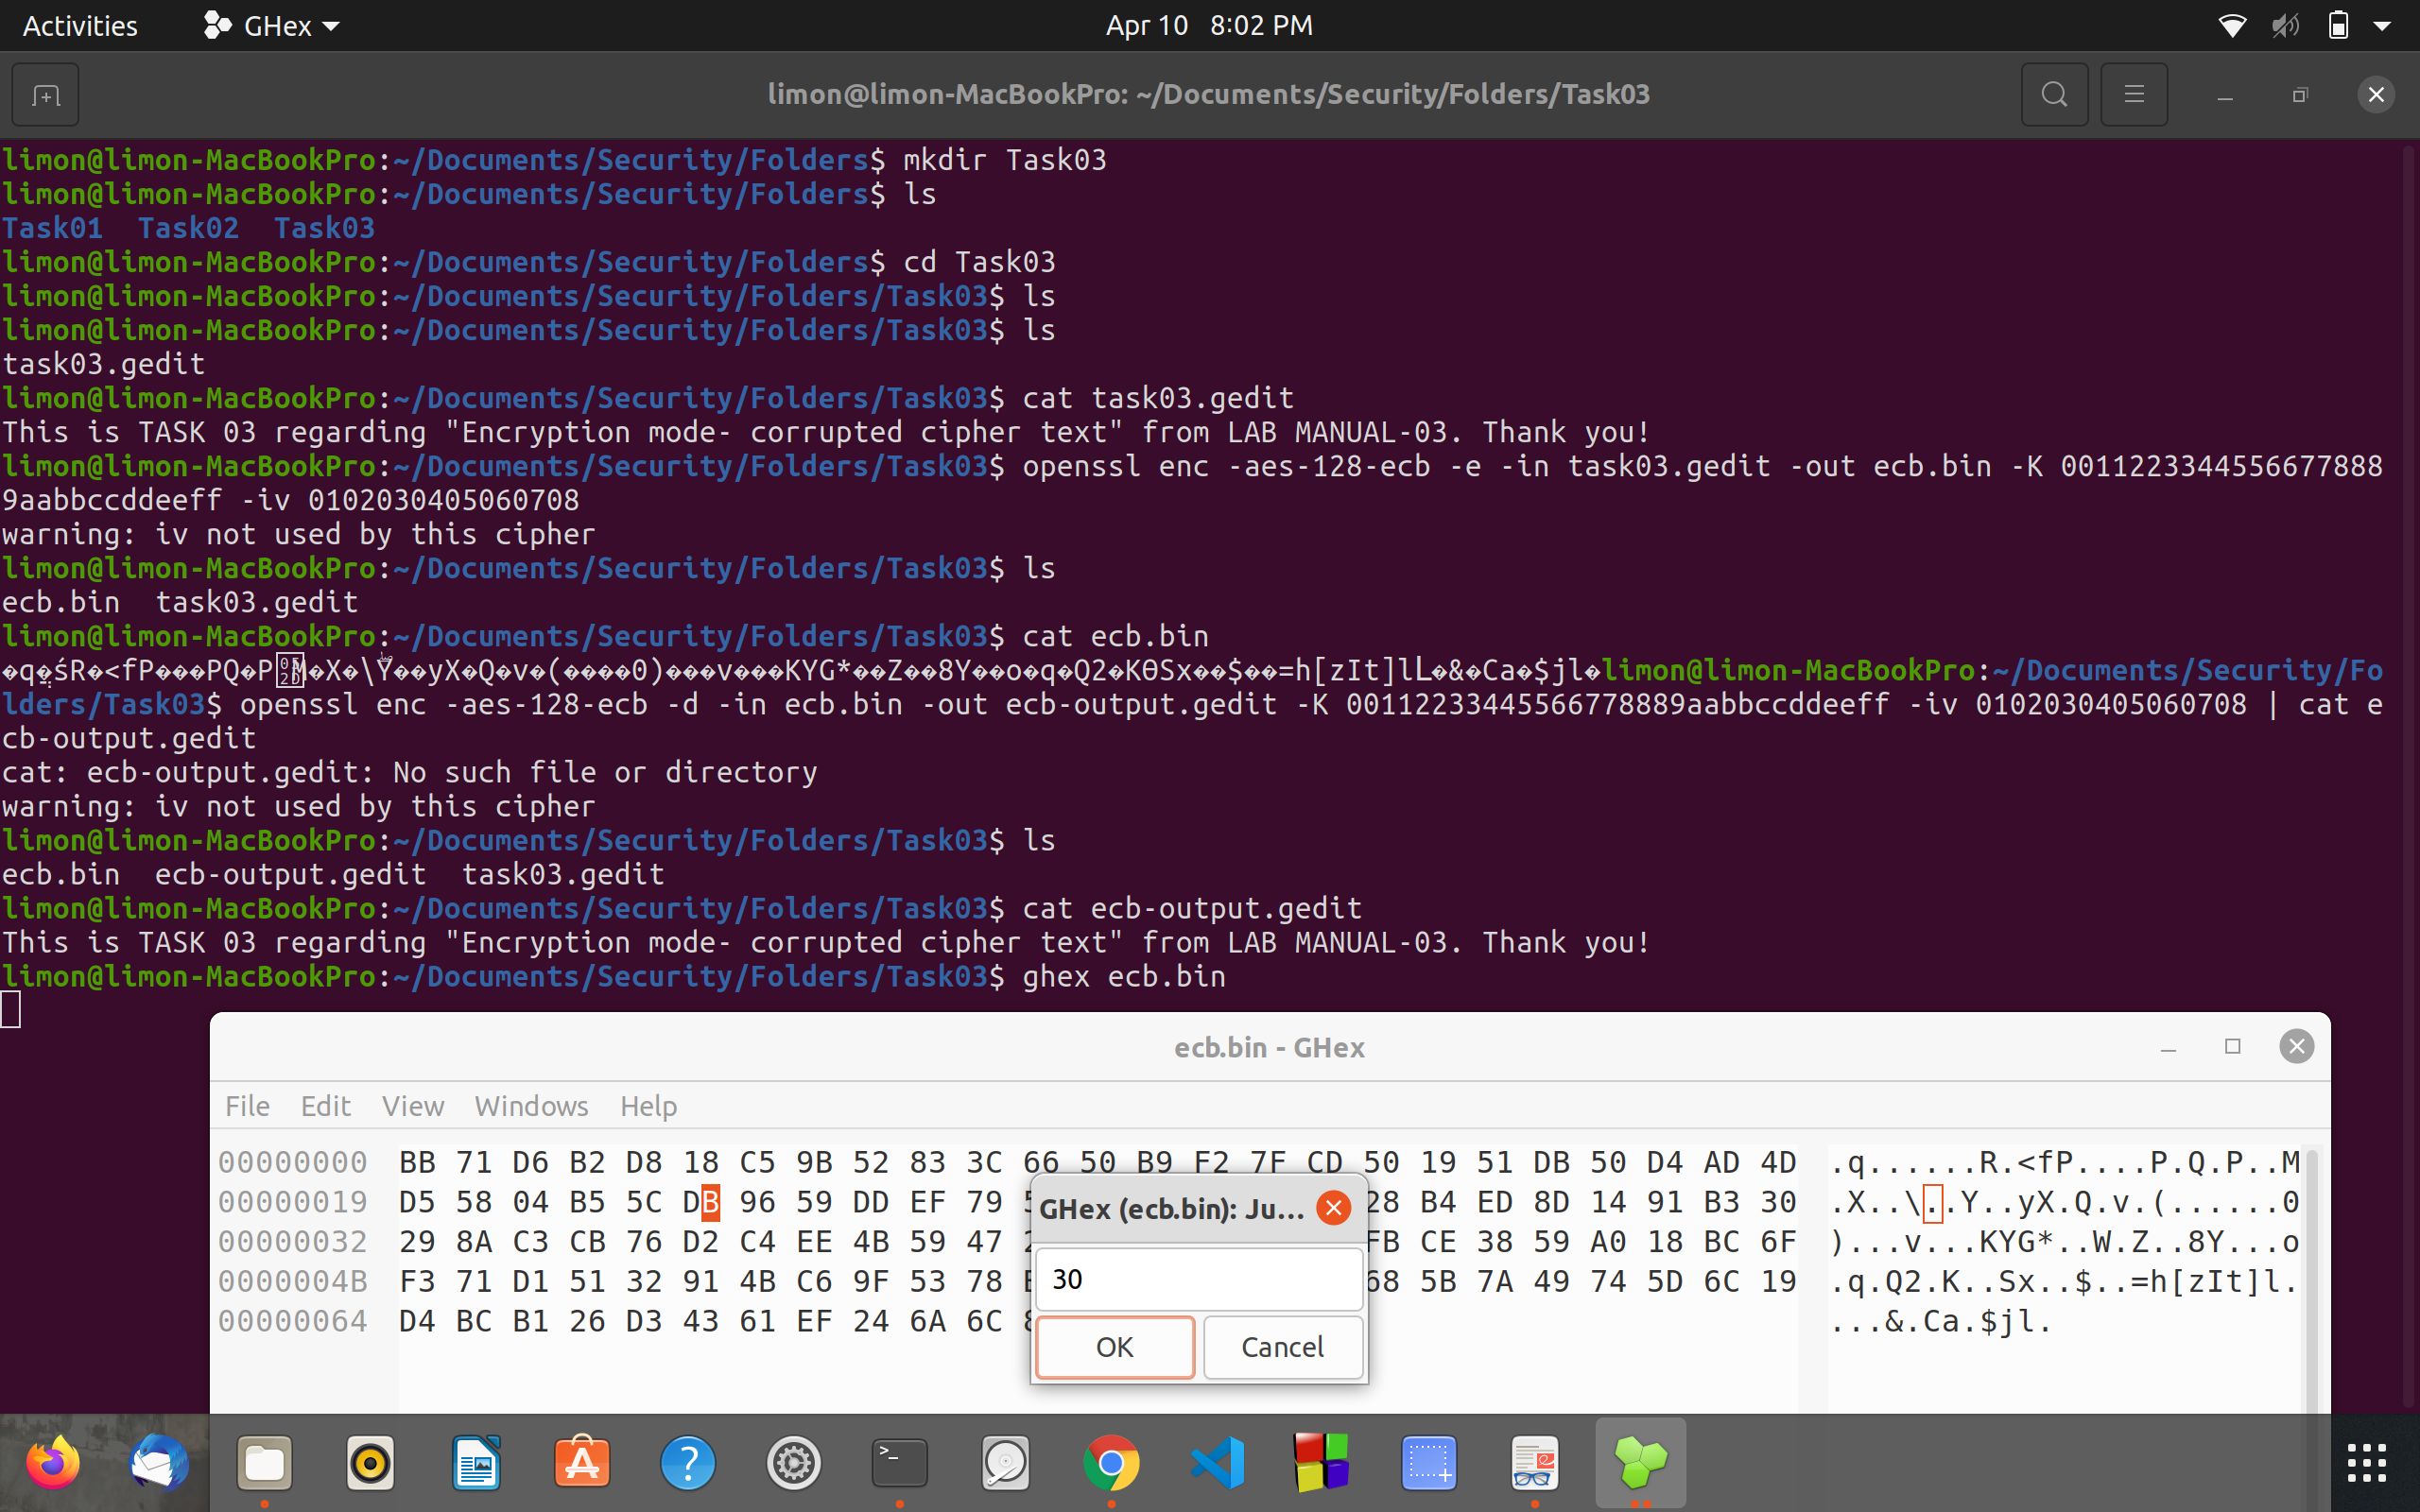 Activities GHex Apr 10 8:02 PM
limon@limon-MacBookPro: ~/Documents/Security/Folders/Task03
limon@limon-MacBookPro:~/Documents/Security/Folders$ mkdir Task03
limon@limon-MacBookPro:~/Documents/Security/Folders$ ls
Task01 Task02 Task03
limon@limon-MacBookPro:~/Documents/Security/Folders$ cd Task03
limon@limon-MacBookPro:~/Documents/Security/Folders/Task03$ ls
limon@limon-MacBookPro:~/Documents/Security/Folders/Task03$ ls
task03.gedit
limon@limon-MacBookPro:~/Documents/Security/Folders/Task03$ cat task03.gedit
This is TASK 03 regarding "Encryption mode- corrupted cipher text" from LAB MANUAL-03. Thank you!
limon@limon-MacBookPro:~/Documents/Security/Folders/Task03$ openssl enc -aes-128-ecb -e -in task03.gedit -out ecb.bin -K 0011223344556677888
9aabbccddeeff -iv 0102030405060708
warning: iv not used by this cipher
limon@limon-MacBookPro:~/Documents/Security/Folders/Task03$ ls
ecb.bin task03.gedit
limon@limon-MacBookPro:~/Documents/Security/Folders/Task03$ cat ecb.bin
�q�śR�<fP���PQ�P�X�\Y��yX�Q�v�(����0)���v���KYG*��Z��8Y��o�q�Q2�KθSx��$��=h[zIt]lL�&�Ca�$jl�limon@limon-MacBookPro:~/Documents/Security/Fo
lders/Task03$ openssl enc -aes-128-ecb -d -in ecb.bin -out ecb-output.gedit -K 00112233445566778889aabbccddeeff -iv 0102030405060708 | cat e
cb-output.gedit
cat: ecb-output.gedit: No such file or directory
warning: iv not used by this cipher
limon@limon-MacBookPro:~/Documents/Security/Folders/Task03$ ls
ecb.bin ecb-output.gedit task03.gedit
limon@limon-MacBookPro:~/Documents/Security/Folders/Task03$ cat ecb-output.gedit
This is TASK 03 regarding "Encryption mode- corrupted cipher text" from LAB MANUAL-03. Thank you!
limon@limon-MacBookPro:~/Documents/Security/Folders/Task03$ ghex ecb.bin
ecb.bin - GHex
File Edit View Windows Help
00000000 BB 71 D6 B2 D8 18 C5 9B 52 83 3C 66 50 B9 F2 7F CD 50 19 51 DB 50 D4 AD 4D .q......R.<fP....P.Q.P..M
00000019 D5 58 04 B5 5C DB 96 59 DD EF 79 28 B4 ED 8D 14 91 B3 30 .X..\..Y..yX.Q.v.(......0
00000032 29 8A C3 CB 76 D2 C4 EE 4B 59 47 FB CE 38 59 A0 18 BC 6F )...v...KYG*..W.Z..8Y...o
0000004B F3 71 D1 51 32 91 4B C6 9F 53 78 68 5B 7A 49 74 5D 6C 19 .q.Q2.K..Sx..$..=h[zIt]l.
00000064 D4 BC B1 26 D3 43 61 EF 24 6A 6C ...&.Ca.$jl.
GHex (ecb.bin): Ju...
30
OK Cancel